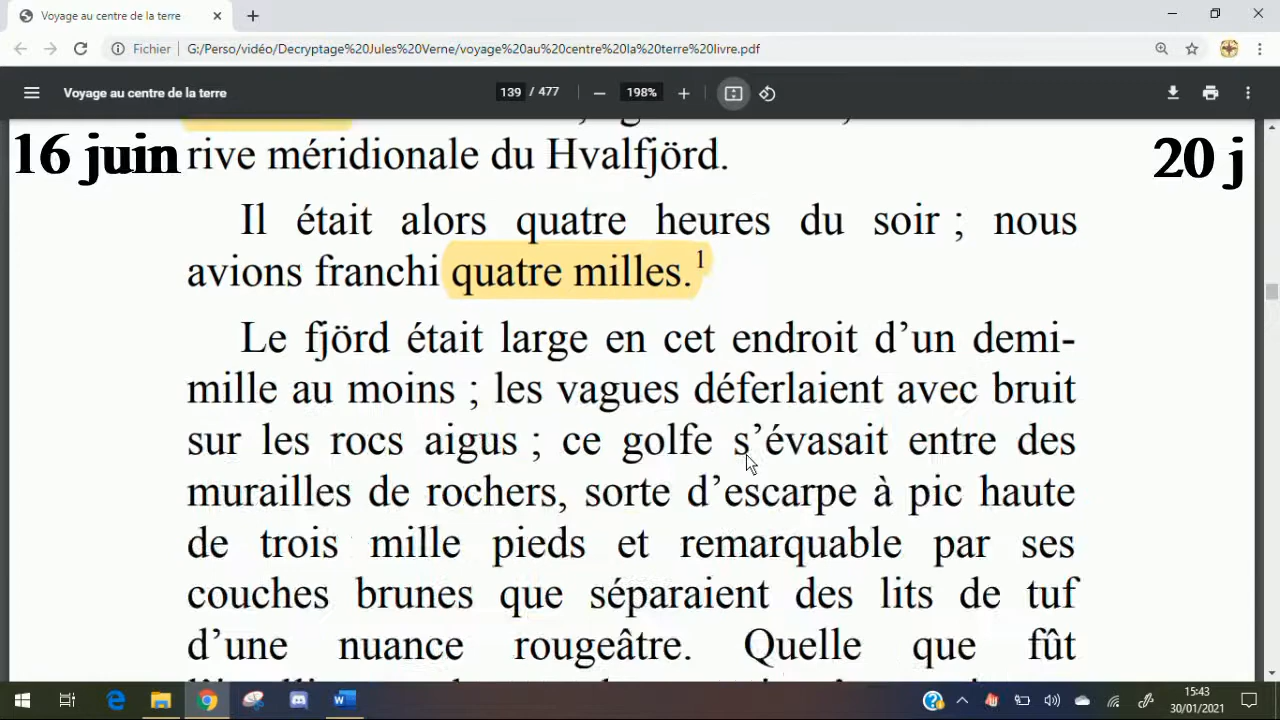 Voyage au centre de la terre
Fichier
G:/Perso/vidéo/Decryptage%20Jules%20Verne/voyage%20au%20centre%20la%20terre%20livre.pdf
Voyage au centre de la terre
139 / 477
198%
16 juin
20 j
rive méridionale du Hvalfjörd.
Il était alors quatre heures du soir ; nous
avions franchi quatre milles.1
Le fjörd était large en cet endroit d’un demi-
mille au moins ; les vagues déferlaient avec bruit
sur les rocs aigus ; ce golfe s’évasait entre des
murailles de rochers, sorte d’escarpe à pic haute
de trois mille pieds et remarquable par ses
couches brunes que séparaient des lits de tuf
d’une nuance rougeâtre. Quelle que fût
15:43
30/01/2021